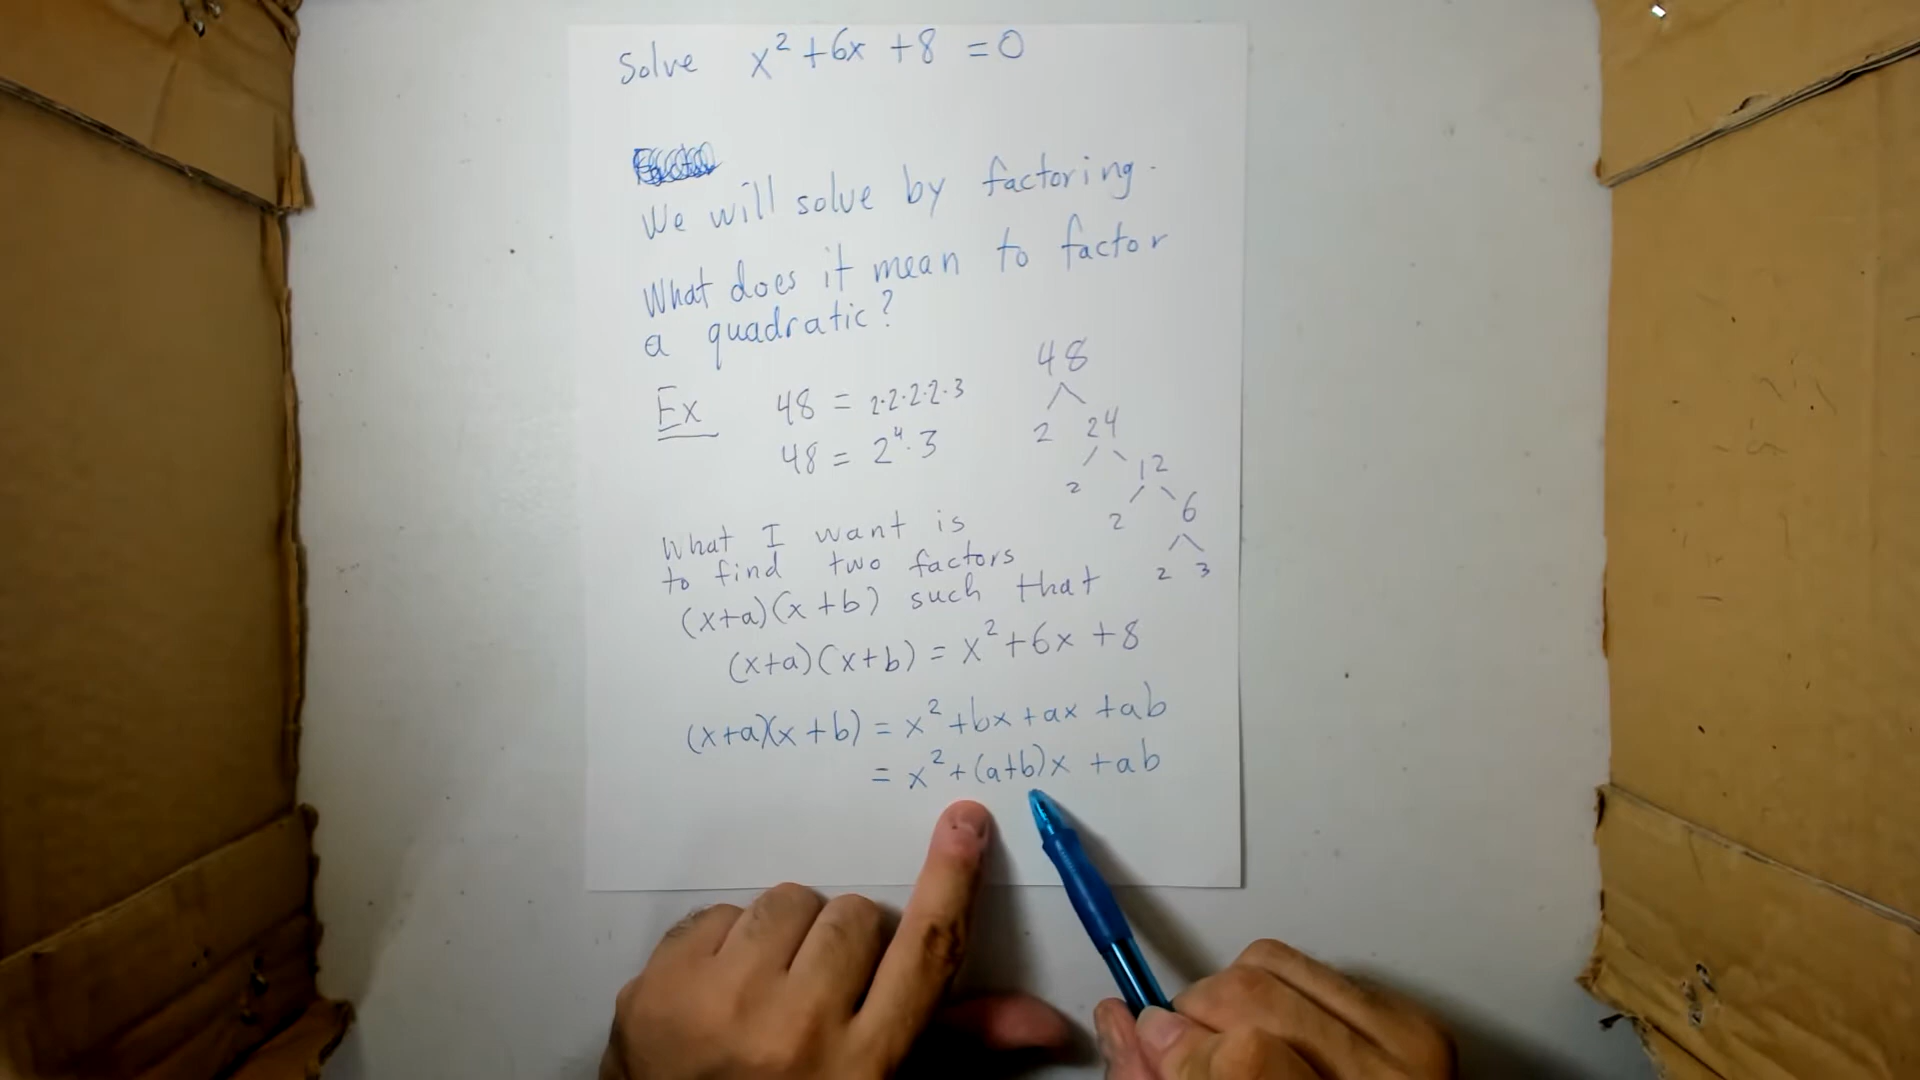 Solve x² + 6x + 8 = 0
We will solve by factoring.
What does it mean to factor
a quadratic?
Ex 48 = 2·2·2·2·3
48 = 2⁴·3
48
2 24
2 12
2 6
2 3
What I want is
to find two factors
(x+a)(x+b) such that
(x+a)(x+b) = x² + 6x + 8
(x+a)(x+b) = x² + bx + ax + ab
= x² + (a+b)x + ab